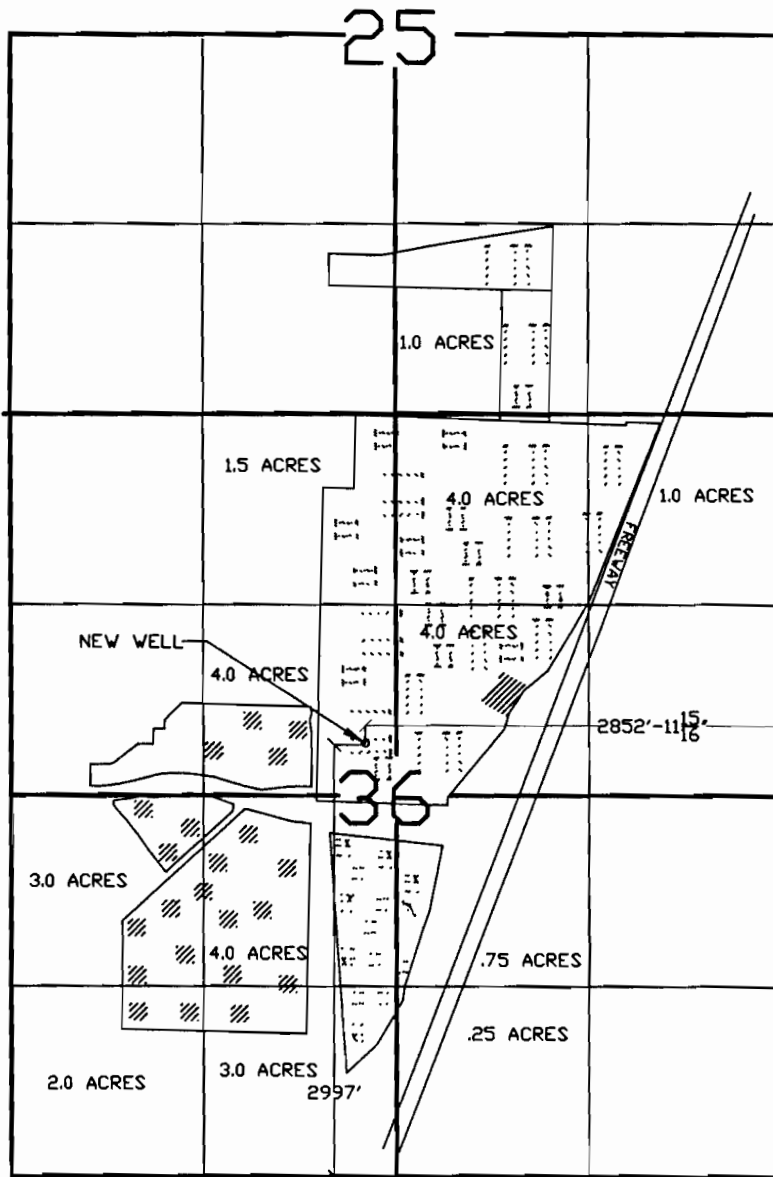 25
1.0 ACRES
1.5 ACRES
4.0 ACRES
1.0 ACRES
FREEWAY
4.0 ACRES
NEW WELL
4.0 ACRES
2852'-11 15/16"
36
3.0 ACRES
4.0 ACRES
.75 ACRES
.25 ACRES
3.0 ACRES
2.0 ACRES
2997'